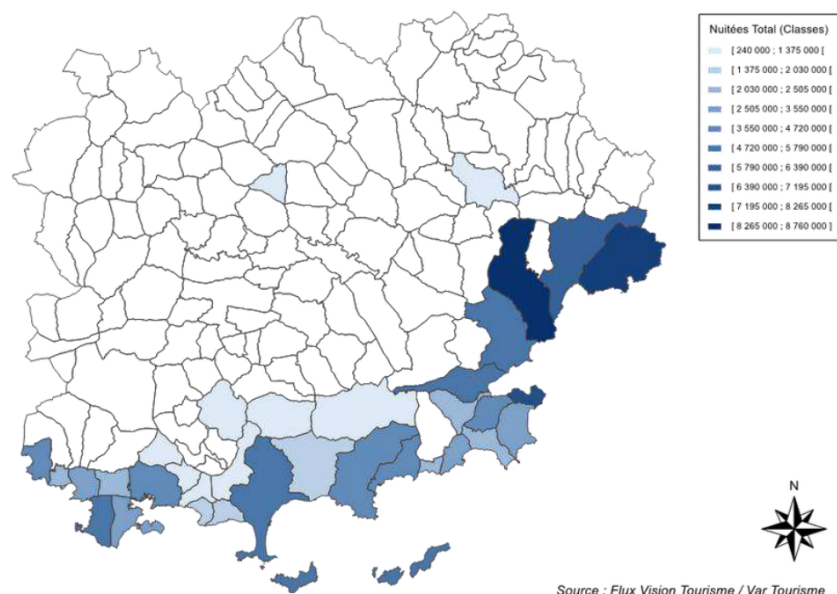 Nuitées Total (Classes)
[ 240 000 ; 1 375 000 [
[ 1 375 000 ; 2 030 000 [
[ 2 030 000 ; 2 505 000 [
[ 2 505 000 ; 3 550 000 [
[ 3 550 000 ; 4 720 000 [
[ 4 720 000 ; 5 790 000 [
[ 5 790 000 ; 6 390 000 [
[ 6 390 000 ; 7 195 000 [
[ 7 195 000 ; 8 265 000 [
[ 8 265 000 ; 8 760 000 ]
N
Source : Flux Vision Tourisme / Var Tourisme